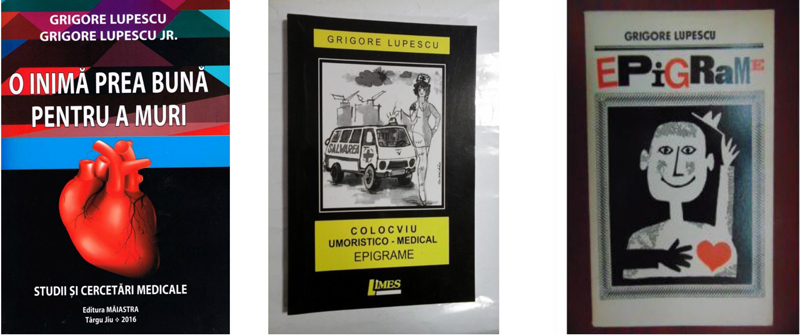 GRIGORE LUPESCU
GRIGORE LUPESCU JR.
O INIMĂ PREA BUNĂ
PENTRU A MURI
STUDII ȘI CERCETĂRI MEDICALE
Editura MĂIASTRA
Târgu Jiu ❖ 2016
GRIGORE LUPESCU
SALVAREA
COLOCVIU
UMORISTICO - MEDICAL
EPIGRAME
LIMES
GRIGORE LUPESCU
EPiGRaME